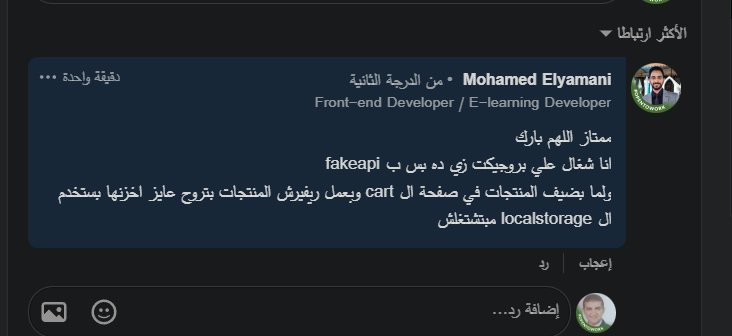 الأكثر ارتباطا
Mohamed Elyamani • من الدرجة الثانية
دقيقة واحدة
Front-end Developer / E-learning Developer
ممتاز اللهم بارك
انا شغال علي بروجيكت زي ده بس ب fakeapi
ولما بضيف المنتجات في صفحة ال cart وبعمل ريفيرش المنتجات بتروح عايز اخزنها بستخدم
ال localstorage مبتشتغلش
إعجاب
رد
إضافة رد...
#OPENTOWORK